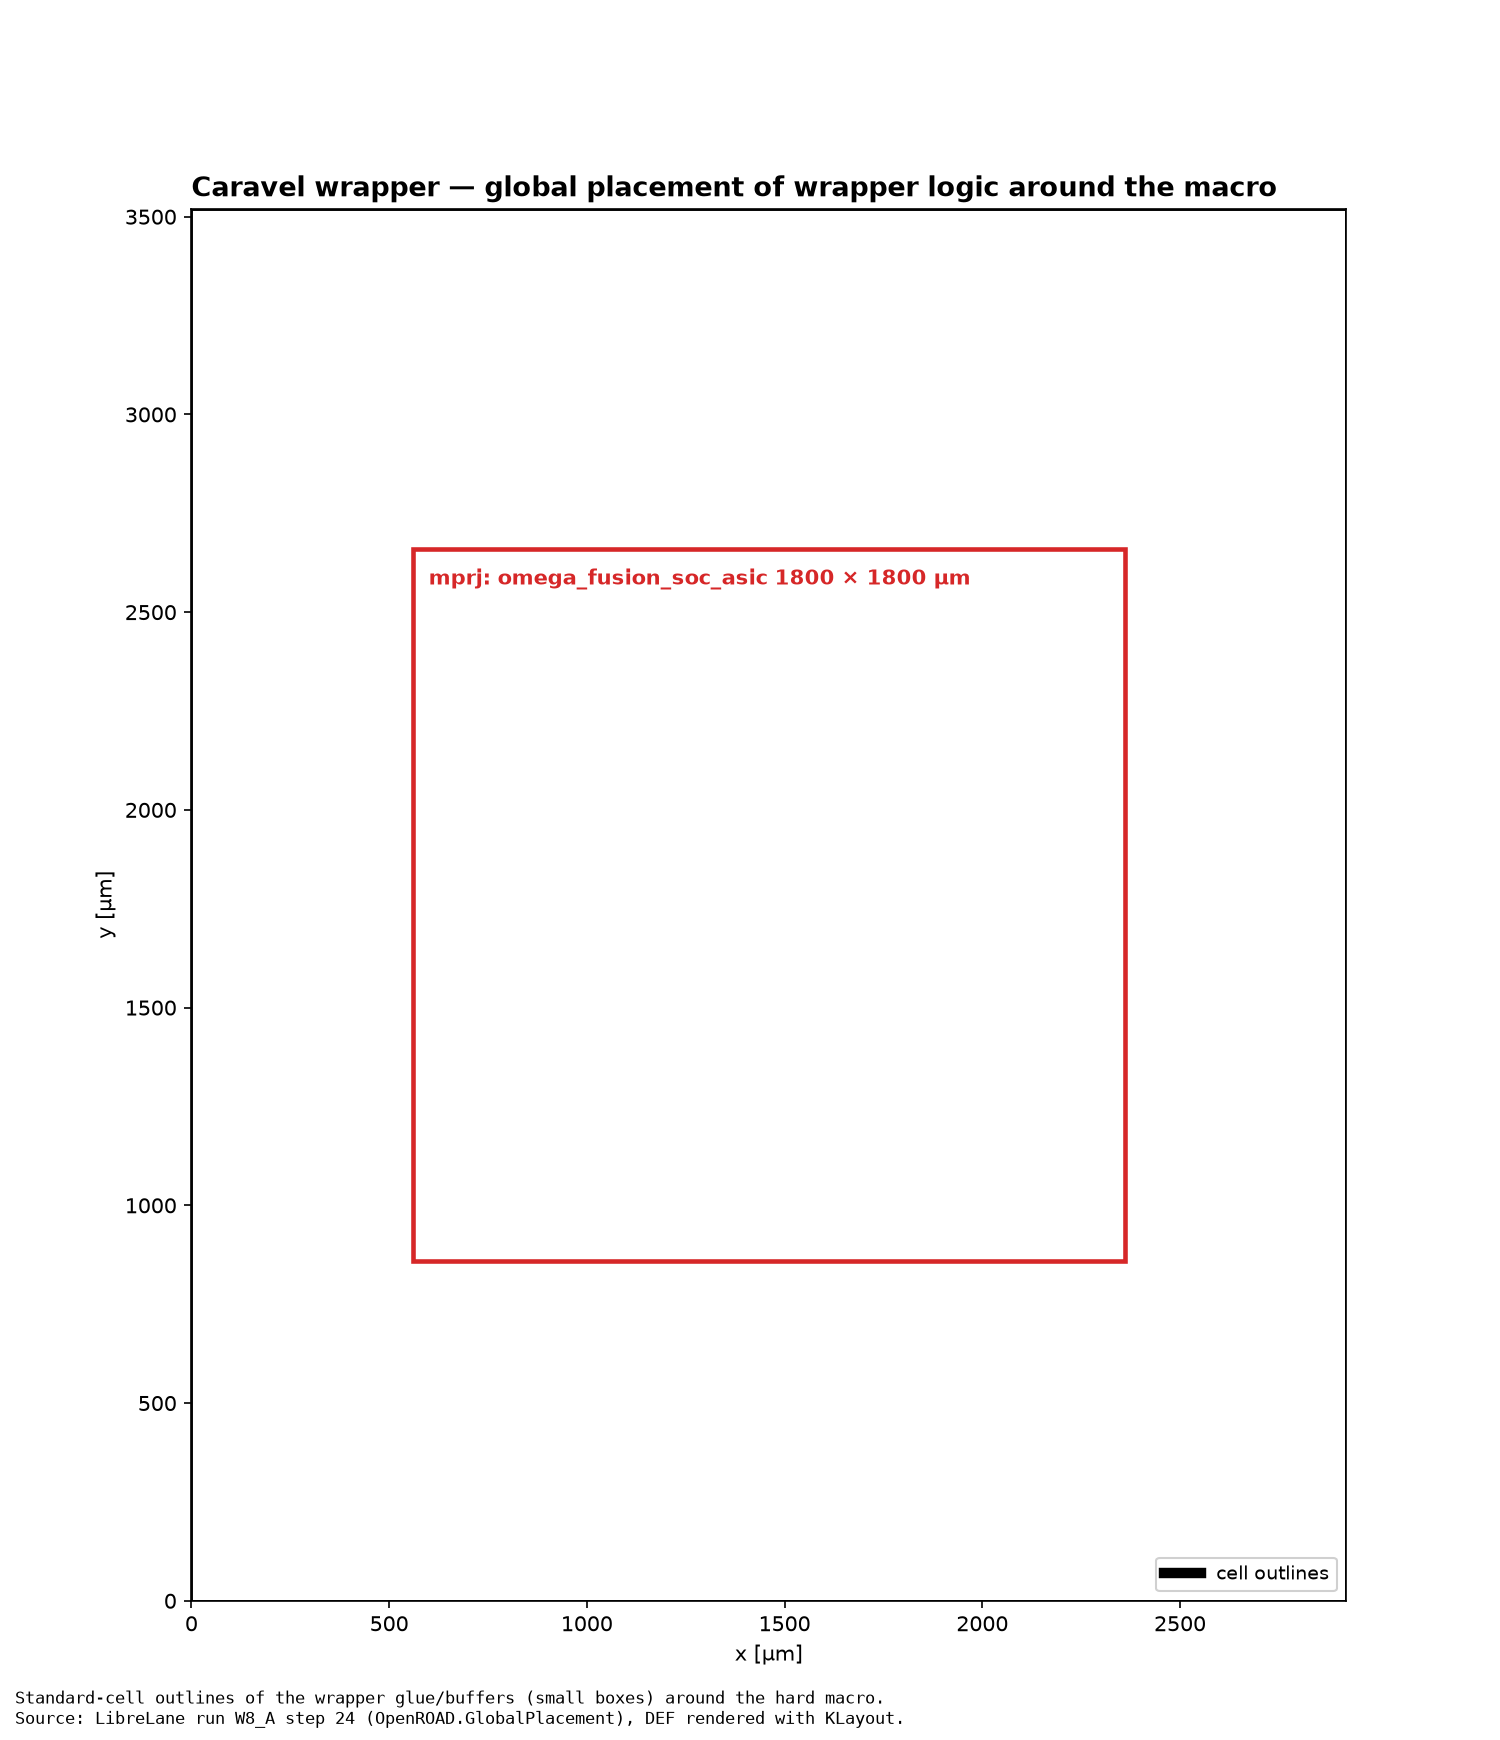 Caravel wrapper — global placement of wrapper logic around the macro
3500
3000
2500
2000
1500
1000
500
0
y [µm]
mprj: omega_fusion_soc_asic 1800 × 1800 µm
cell outlines
0 500 1000 1500 2000 2500
x [µm]
Standard-cell outlines of the wrapper glue/buffers (small boxes) around the hard macro.
Source: LibreLane run W8_A step 24 (OpenROAD.GlobalPlacement), DEF rendered with KLayout.